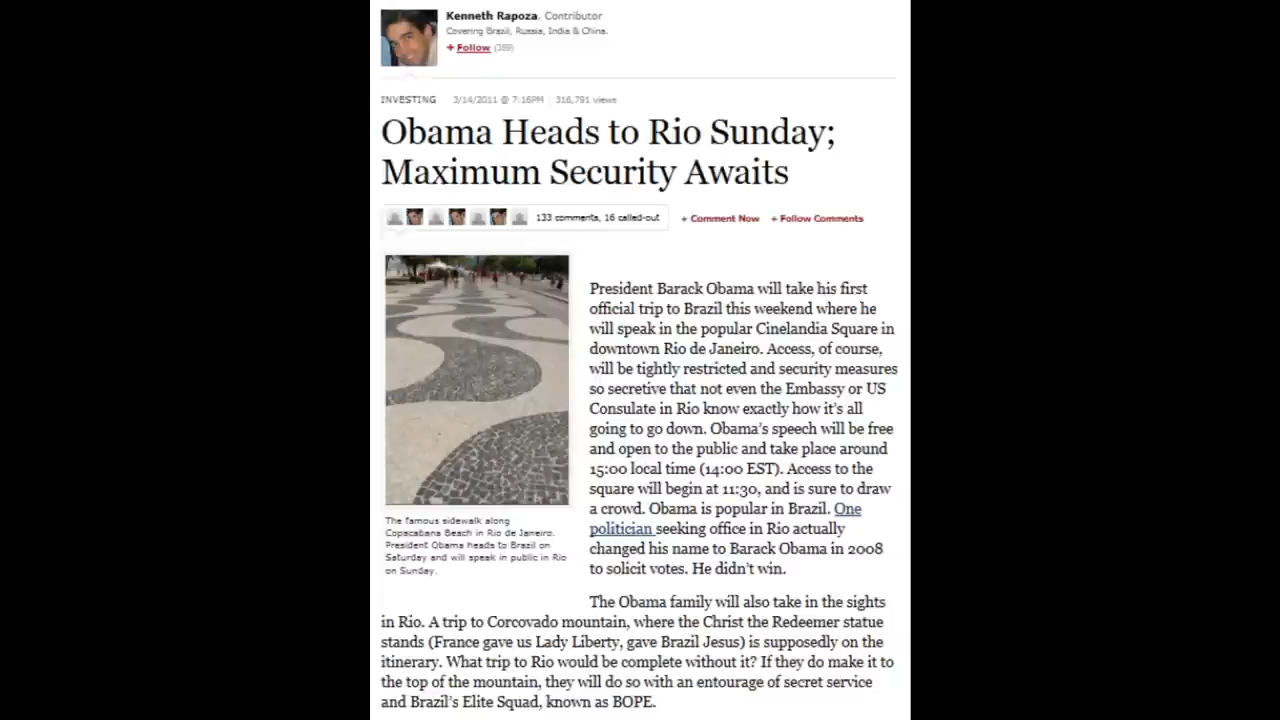 Kenneth Rapoza, Contributor
Covering Brazil, Russia, India & China.
+ Follow (389)
INVESTING 3/14/2011 @ 7:16PM 316,791 views
Obama Heads to Rio Sunday;
Maximum Security Awaits
133 comments, 16 called-out + Comment Now + Follow Comments
The famous sidewalk along
Copacabana Beach in Rio de Janeiro.
President Obama heads to Brazil on
Saturday and will speak in public in Rio
on Sunday.
President Barack Obama will take his first
official trip to Brazil this weekend where he
will speak in the popular Cinelandia Square in
downtown Rio de Janeiro. Access, of course,
will be tightly restricted and security measures
so secretive that not even the Embassy or US
Consulate in Rio know exactly how it's all
going to go down. Obama's speech will be free
and open to the public and take place around
15:00 local time (14:00 EST). Access to the
square will begin at 11:30, and is sure to draw
a crowd. Obama is popular in Brazil. One
politician seeking office in Rio actually
changed his name to Barack Obama in 2008
to solicit votes. He didn't win.
The Obama family will also take in the sights
in Rio. A trip to Corcovado mountain, where the Christ the Redeemer statue
stands (France gave us Lady Liberty, gave Brazil Jesus) is supposedly on the
itinerary. What trip to Rio would be complete without it? If they do make it to
the top of the mountain, they will do so with an entourage of secret service
and Brazil's Elite Squad, known as BOPE.